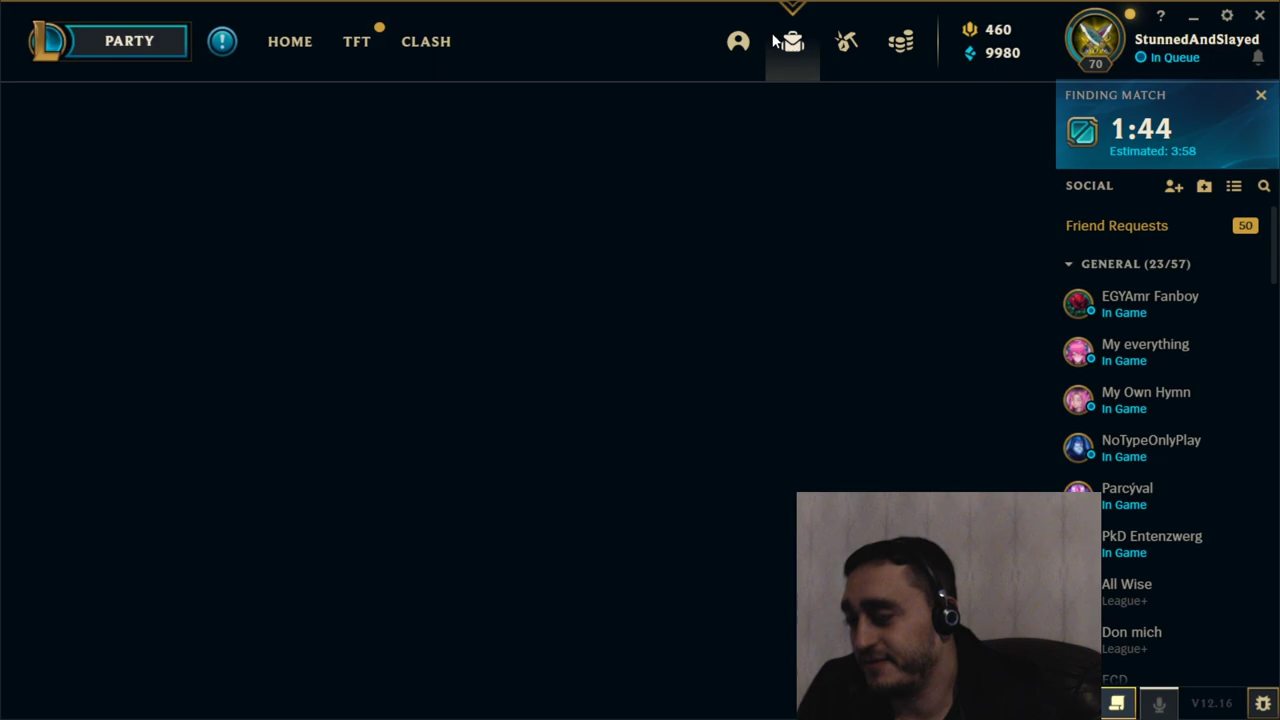 PARTY
HOME
TFT
CLASH
460
9980
?
StunnedAndSlayed
In Queue
70
FINDING MATCH
1:44
Estimated: 3:58
SOCIAL
Friend Requests
50
GENERAL (23/57)
EGYAmr Fanboy
In Game
My everything
In Game
My Own Hymn
In Game
NoTypeOnlyPlay
In Game
Parcýval
In Game
PkD Entenzwerg
In Game
All Wise
League+
Don mich
League+
V12.16